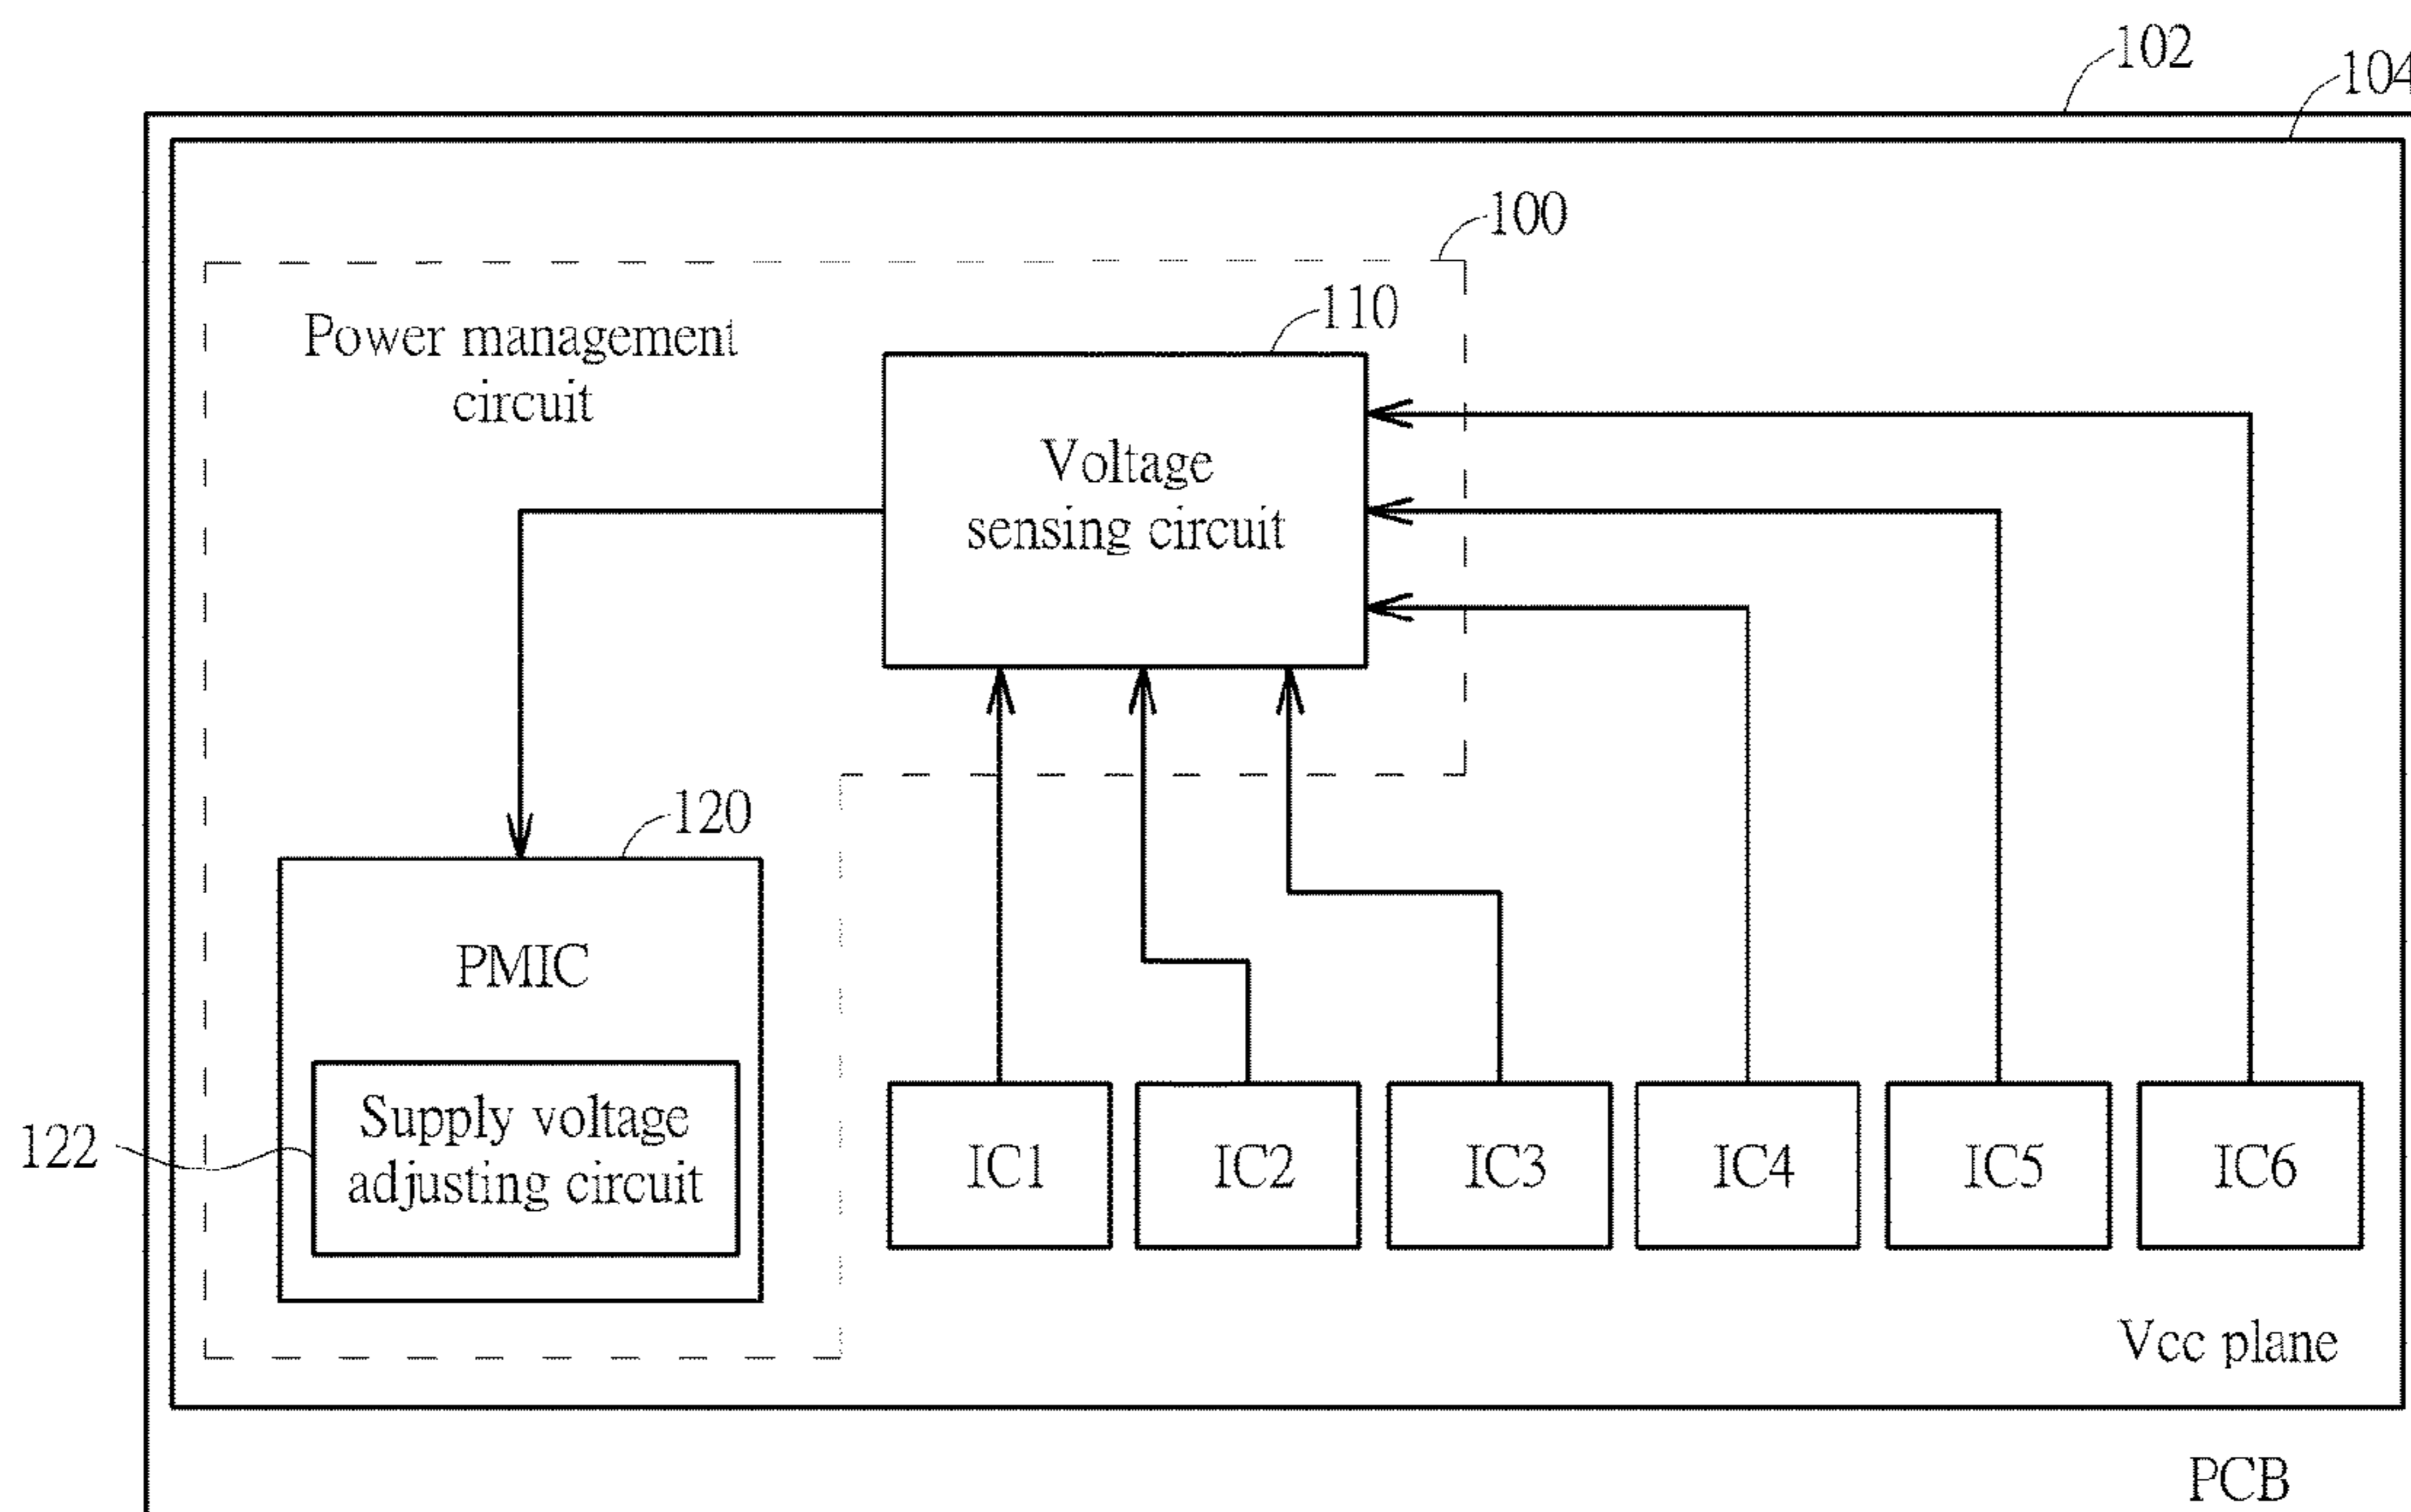 102
104
100
110
Power management
circuit
Voltage
sensing circuit
120
PMIC
Supply voltage
adjusting circuit
122
IC1
IC2
IC3
IC4
IC5
IC6
Vcc plane
PCB